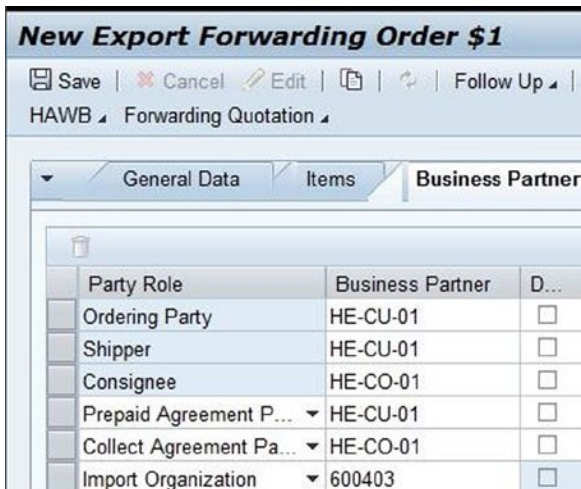 New Export Forwarding Order $1
Save | Cancel Edit | | | Follow Up |
HAWB Forwarding Quotation
General Data Items Business Partner
Party Role Business Partner D...
Ordering Party HE-CU-01
Shipper HE-CU-01
Consignee HE-CO-01
Prepaid Agreement P... HE-CU-01
Collect Agreement Pa... HE-CO-01
Import Organization 600403